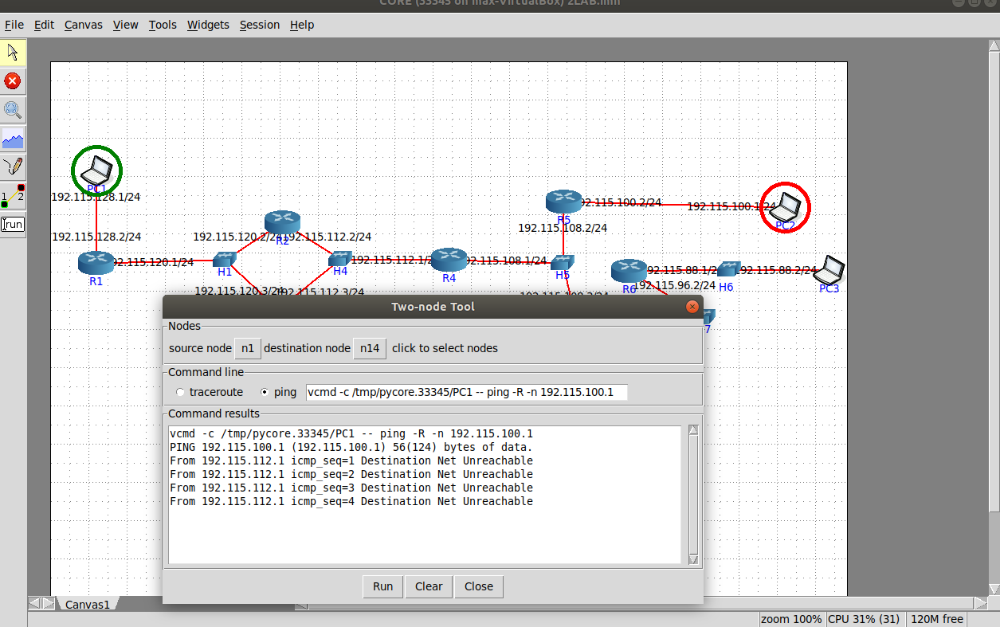 CORE (33345 on max-VirtualBox) 2LAB.imn
File Edit Canvas View Tools Widgets Session Help
PC1
192.115.128.1/24
192.115.128.2/24
R1
92.115.120.1/24
H1
192.115.120.2/24
R2
92.115.112.2/24
192.115.120.3/24
192.115.112.3/24
H4
192.115.112.1/2
R4
92.115.108.1/24
R5
192.115.108.2/24
92.115.100.2/24
192.115.100.1/24
PC2
H5
192.115.108.3/24
R6
92.115.88.1/2
192.115.96.2/24
H6
92.115.88.2/24
PC3
7
1 2
run
Two-node Tool
Nodes
source node n1 destination node n14 click to select nodes
Command line
traceroute ping vcmd -c /tmp/pycore.33345/PC1 -- ping -R -n 192.115.100.1
Command results
vcmd -c /tmp/pycore.33345/PC1 -- ping -R -n 192.115.100.1
PING 192.115.100.1 (192.115.100.1) 56(124) bytes of data.
From 192.115.112.1 icmp_seq=1 Destination Net Unreachable
From 192.115.112.1 icmp_seq=2 Destination Net Unreachable
From 192.115.112.1 icmp_seq=3 Destination Net Unreachable
From 192.115.112.1 icmp_seq=4 Destination Net Unreachable
Run Clear Close
Canvas1
zoom 100% CPU 31% (31) 120M free